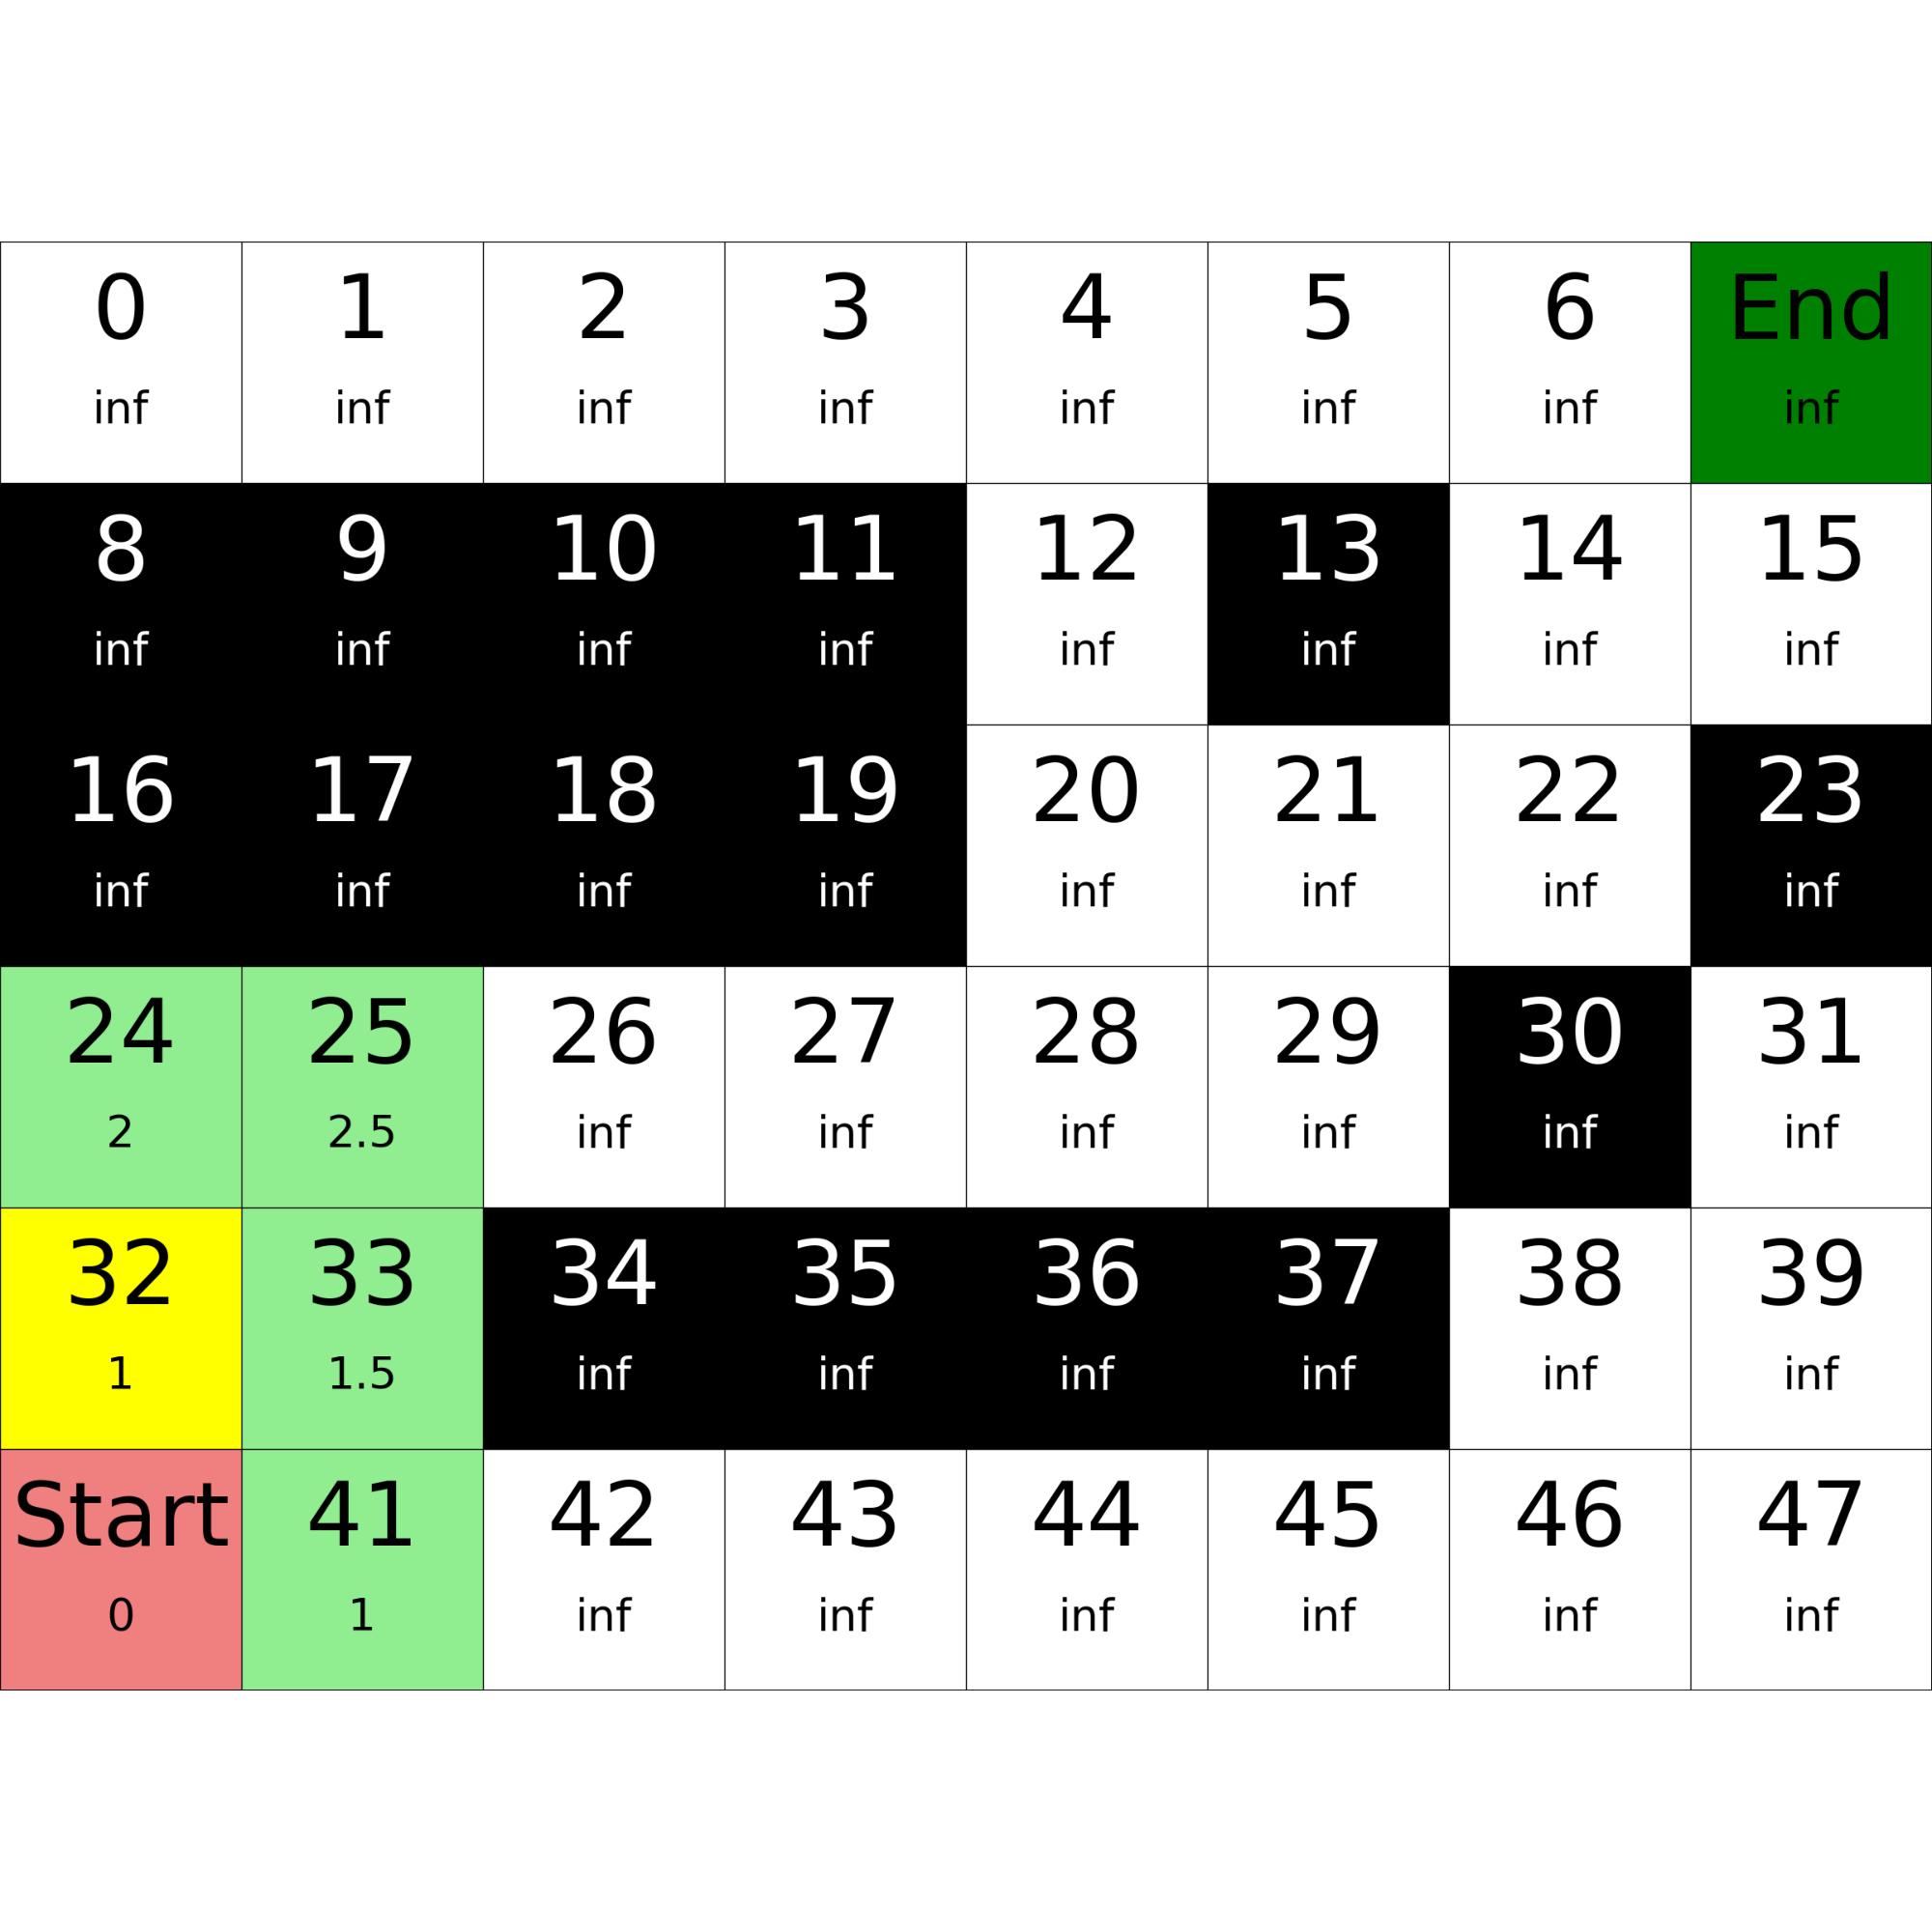 0 1 2 3 4 5 6 End
inf inf inf inf inf inf inf inf
8 9 10 11 12 13 14 15
inf inf inf inf inf inf inf inf
16 17 18 19 20 21 22 23
inf inf inf inf inf inf inf inf
24 25 26 27 28 29 30 31
2 2.5 inf inf inf inf inf inf
32 33 34 35 36 37 38 39
1 1.5 inf inf inf inf inf inf
Start 41 42 43 44 45 46 47
0 1 inf inf inf inf inf inf